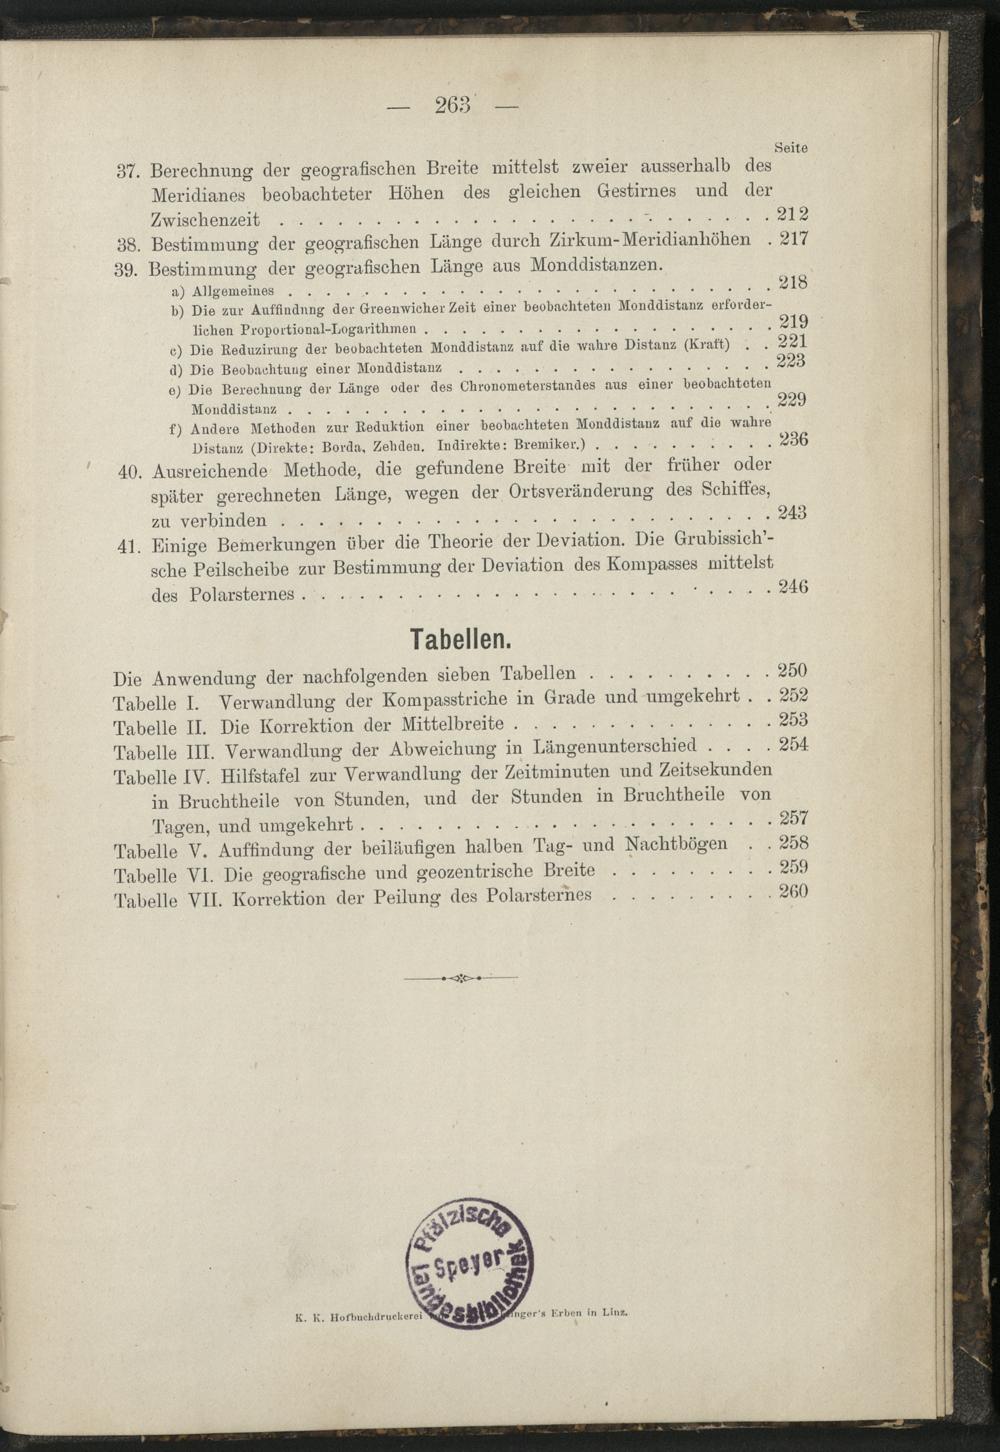 — 263 —
Seite
37. Berechnung der geografischen Breite mittelst zweier ausserhalb des
Meridianes beobachteter Höhen des gleichen Gestirnes und der
Zwischenzeit . . . . . . . . . . . . . . . . . . . . . . . . . . 212
38. Bestimmung der geografischen Länge durch Zirkum-Meridianhöhen . 217
39. Bestimmung der geografischen Länge aus Monddistanzen.
a) Allgemeines . . . . . . . . . . . . . . . . . . . . . . . . . 218
b) Die zur Auffindung der Greenwicher Zeit einer beobachteten Monddistanz erforder-
lichen Proportional-Logarithmen . . . . . . . . . . . . . . . . . . 219
c) Die Reduzirung der beobachteten Monddistanz auf die wahre Distanz (Kraft) . . 221
d) Die Beobachtung einer Monddistanz . . . . . . . . . . . . . . . . 223
e) Die Berechnung der Länge oder des Chronometerstandes aus einer beobachteten
Monddistanz . . . . . . . . . . . . . . . . . . . . . . . . . 229
f) Andere Methoden zur Reduktion einer beobachteten Monddistanz auf die wahre
Distanz (Direkte: Borda, Zehden. Indirekte: Bremiker.) . . . . . . . . . . 236
40. Ausreichende Methode, die gefundene Breite mit der früher oder
später gerechneten Länge, wegen der Ortsveränderung des Schiffes,
zu verbinden . . . . . . . . . . . . . . . . . . . . . . . . . . 243
41. Einige Bemerkungen über die Theorie der Deviation. Die Grubissich'-
sche Peilscheibe zur Bestimmung der Deviation des Kompasses mittelst
des Polarsternes . . . . . . . . . . . . . . . . . . . . . . . . . 246
Tabellen.
Die Anwendung der nachfolgenden sieben Tabellen . . . . . . . . . . 250
Tabelle I. Verwandlung der Kompasstriche in Grade und umgekehrt . . 252
Tabelle II. Die Korrektion der Mittelbreite . . . . . . . . . . . . . . 253
Tabelle III. Verwandlung der Abweichung in Längenunterschied . . . . 254
Tabelle IV. Hilfstafel zur Verwandlung der Zeitminuten und Zeitsekunden
in Bruchtheile von Stunden, und der Stunden in Bruchtheile von
Tagen, und umgekehrt . . . . . . . . . . . . . . . . . . . . . . 257
Tabelle V. Auffindung der beiläufigen halben Tag- und Nachtbögen . . 258
Tabelle VI. Die geografische und geozentrische Breite . . . . . . . . . 259
Tabelle VII. Korrektion der Peilung des Polarsternes . . . . . . . . . 260
Pfälzische
Speyer
Landesbibliothek
K. K. Hofbuchdruckerei inger's Erben in Linz.